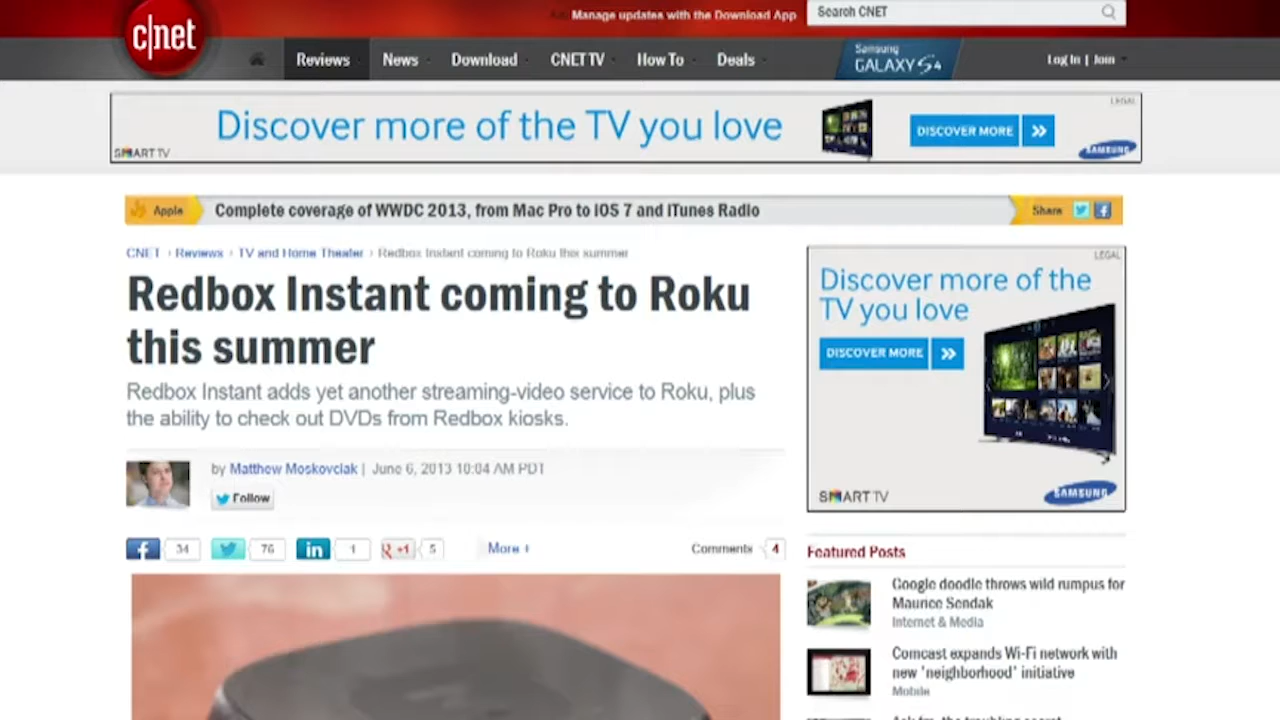 Manage updates with the Download App
Search CNET
c|net
Reviews
News
Download
CNET TV
How To
Deals
Samsung
GALAXY S4
Log In | Join
LEGAL
Discover more of the TV you love
DISCOVER MORE
SMART TV
SAMSUNG
Apple
Complete coverage of WWDC 2013, from Mac Pro to iOS 7 and iTunes Radio
Share
CNET › Reviews › TV and Home Theater › Redbox Instant coming to Roku this summer
Redbox Instant coming to Roku
this summer
Redbox Instant adds yet another streaming-video service to Roku, plus
the ability to check out DVDs from Redbox kiosks.
by Matthew Moskovciak | June 6, 2013 10:04 AM PDT
Follow
34
76
in
1
+1
5
More +
Comments 4
LEGAL
Discover more of the
TV you love
DISCOVER MORE
SMART TV
SAMSUNG
Featured Posts
Google doodle throws wild rumpus for
Maurice Sendak
Internet & Media
Comcast expands Wi-Fi network with
new 'neighborhood' initiative
Mobile